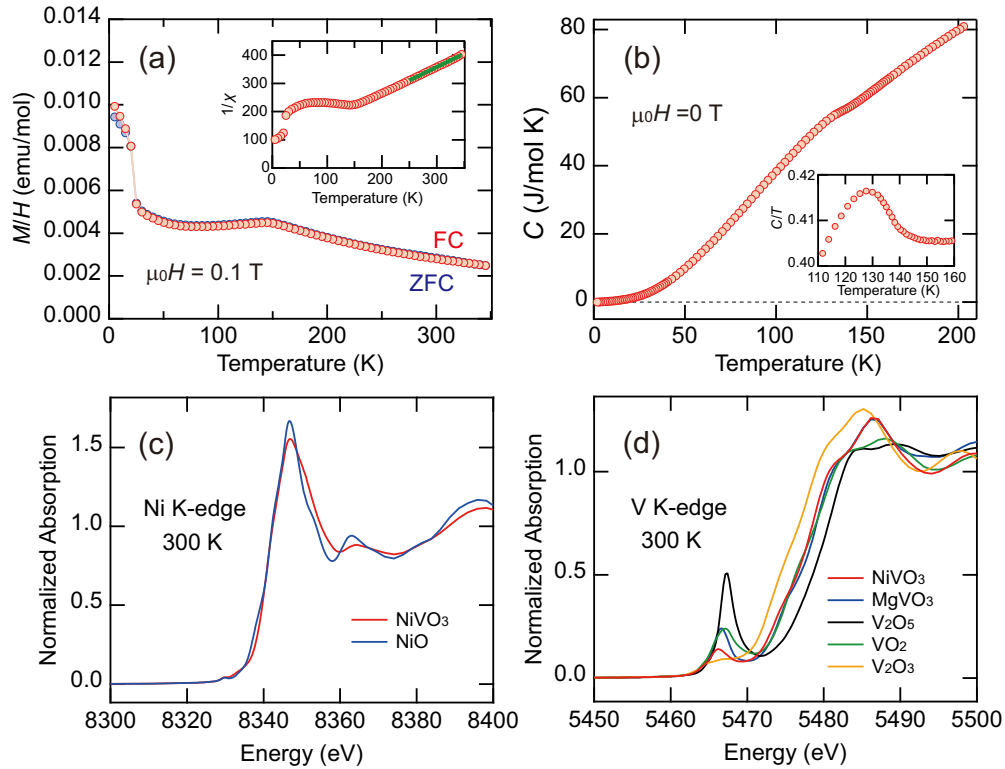 (a)
0.014
0.012
0.010
0.008
0.006
0.004
0.002
0.000
M/H (emu/mol)
0
100
200
300
Temperature (K)
μ0H = 0.1 T
FC
ZFC
400
300
200
100
0
1/χ
0
50
150
250
Temperature (K)
(b)
80
60
40
20
0
C (J/mol K)
0
50
100
150
200
Temperature (K)
μ0H =0 T
0.42
0.41
0.40
C/T
110
120
130
140
150
160
Temperature (K)
(c)
1.5
1.0
0.5
0.0
Normalized Absorption
Ni K-edge
300 K
NiVO3
NiO
8300
8320
8340
8360
8380
8400
Energy (eV)
(d)
1.0
0.5
0.0
Normalized Absorption
V K-edge
300 K
NiVO3
MgVO3
V2O5
VO2
V2O3
5450
5460
5470
5480
5490
5500
Energy (eV)